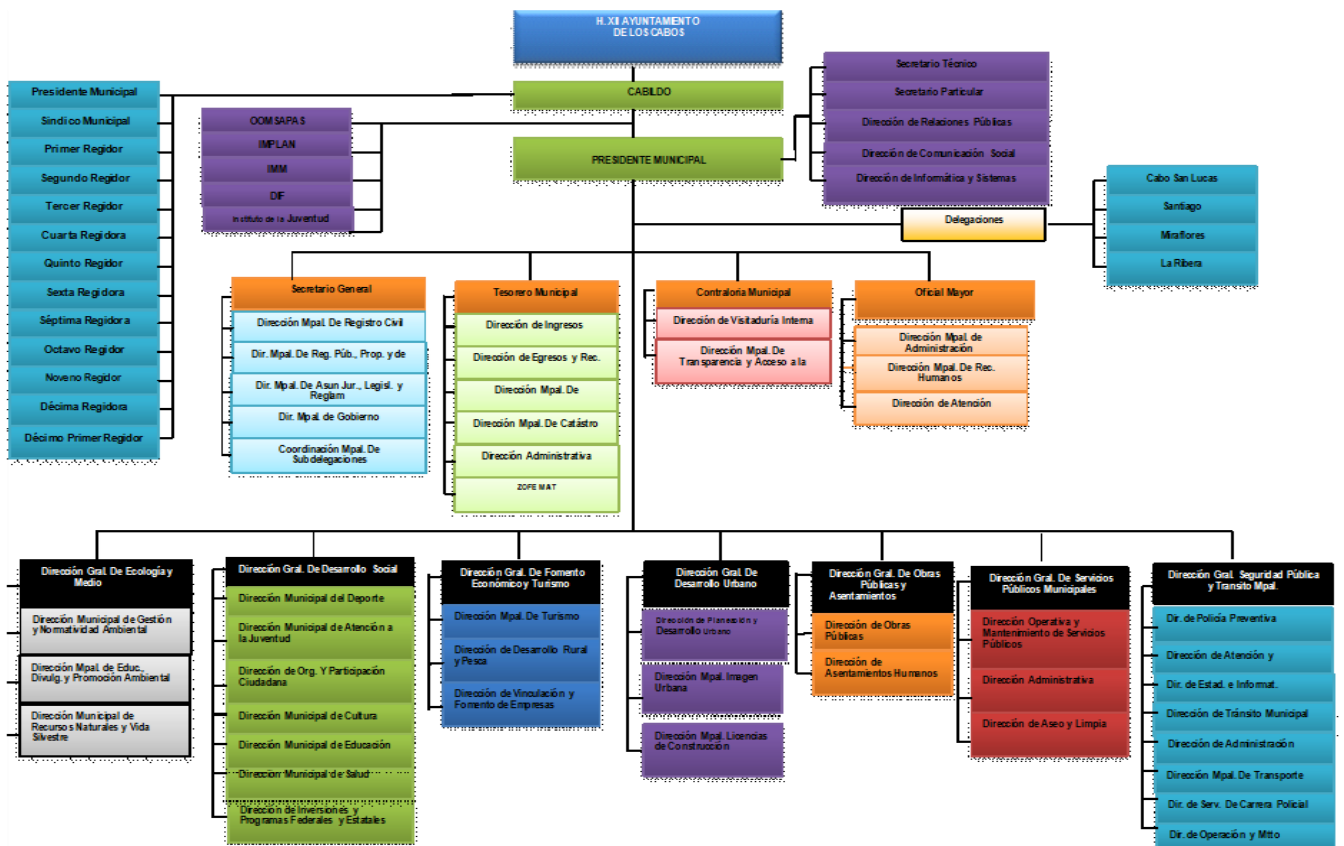 H. XII AYUNTAMIENTO
DE LOS CABOS
CABILDO
PRESIDENTE MUNICIPAL
Presidente Municipal
Sindico Municipal
Primer Regidor
Segundo Regidor
Tercer Regidor
Cuarta Regidora
Quinto Regidor
Sexta Regidora
Séptima Regidora
Octavo Regidor
Noveno Regidor
Décima Regidora
Décimo Primer Regidor
OOMSAPAS
IMPLAN
IMM
DIF
Instituto de la Juventud
Secretario Técnico
Secretario Particular
Dirección de Relaciones Públicas
Dirección de Comunicación Social
Dirección de Informática y Sistemas
Delegaciones
Cabo San Lucas
Santiago
Miraflores
La Ribera
Secretario General
Dirección Mpal. De Registro Civil
Dir. Mpal. De Reg. Púb., Prop. y de
Dir. Mpal. De Asun Jur., Legisl. y
Reglam
Dir. Mpal. de Gobierno
Coordinación Mpal. De
Subdelegaciones
Tesorero Municipal
Dirección de Ingresos
Dirección de Egresos y Rec.
Dirección Mpal. De
Dirección Mpal. De Catástro
Dirección Administrativa
ZOFEMAT
Contraloría Municipal
Dirección de Visitaduría Interna
Dirección Mpal. De
Transparencia y Acceso a la
Oficial Mayor
Dirección Mpal. de
Administración
Dirección Mpal. De Rec.
Humanos
Dirección de Atención
Dirección Gral. De Ecología y
Medio
Dirección Municipal de Gestión
y Normatividad Ambiental
Dirección Mpal. de Educ.,
Divulg. y Promoción Ambiental
Dirección Municipal de
Recursos Naturales y Vida
Silvestre
Dirección Gral. De Desarrollo Social
Dirección Municipal del Deporte
Dirección Municipal de Atención a
la Juventud
Dirección de Org. Y Participación
Ciudadana
Dirección Municipal de Cultura
Dirección Municipal de Educación
Dirección Municipal de Salud
Dirección de Inversiones y
Programas Federales y Estatales
Dirección Gral. De Fomento
Económico y Turismo
Dirección Mpal. De Turismo
Dirección de Desarrollo Rural
y Pesca
Dirección de Vinculación y
Fomento de Empresas
Dirección Gral. De
Desarrollo Urbano
Dirección de Planeación y
Desarrollo Urbano
Dirección Mpal. Imagen
Urbana
Dirección Mpal. Licencias
de Construcción
Dirección Gral. De Obras
Públicas y
Asentamientos
Dirección de Obras
Públicas
Dirección de
Asentamientos Humanos
Dirección Gral. De Servicios
Públicos Municipales
Dirección Operativa y
Mantenimiento de Servicios
Públicos
Dirección Administrativa
Dirección de Aseo y Limpia
Dirección Gral. Seguridad Pública
y Transito Mpal.
Dir. de Policía Preventiva
Dirección de Atención y
Dir. de Estad. e Informat.
Dirección de Tránsito Municipal
Dirección de Administración
Dirección Mpal. De Transporte
Dir. de Serv. De Carrera Policial
Dir. de Operación y Mtto